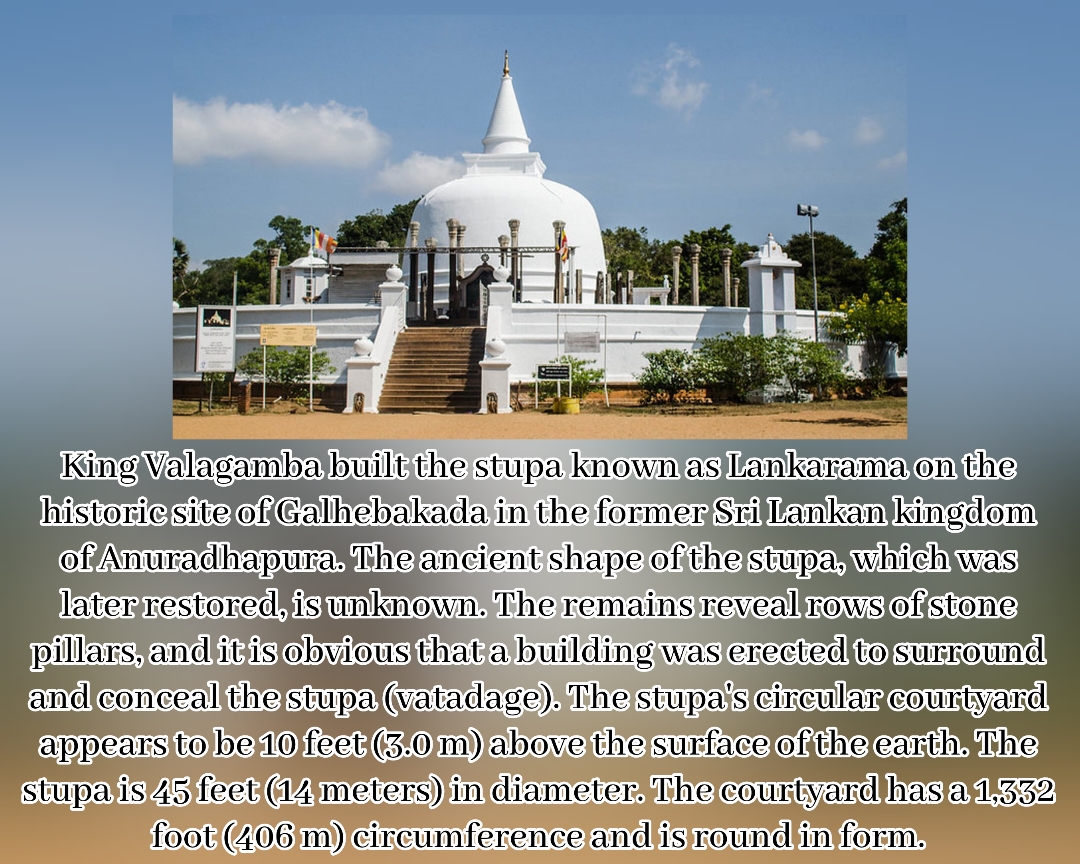 King Valagamba built the stupa known as Lankarama on the
historic site of Galhebakada in the former Sri Lankan kingdom
of Anuradhapura. The ancient shape of the stupa, which was
later restored, is unknown. The remains reveal rows of stone
pillars, and it is obvious that a building was erected to surround
and conceal the stupa (vatadage). The stupa's circular courtyard
appears to be 10 feet (3.0 m) above the surface of the earth. The
stupa is 45 feet (14 meters) in diameter. The courtyard has a 1,332
foot (406 m) circumference and is round in form.